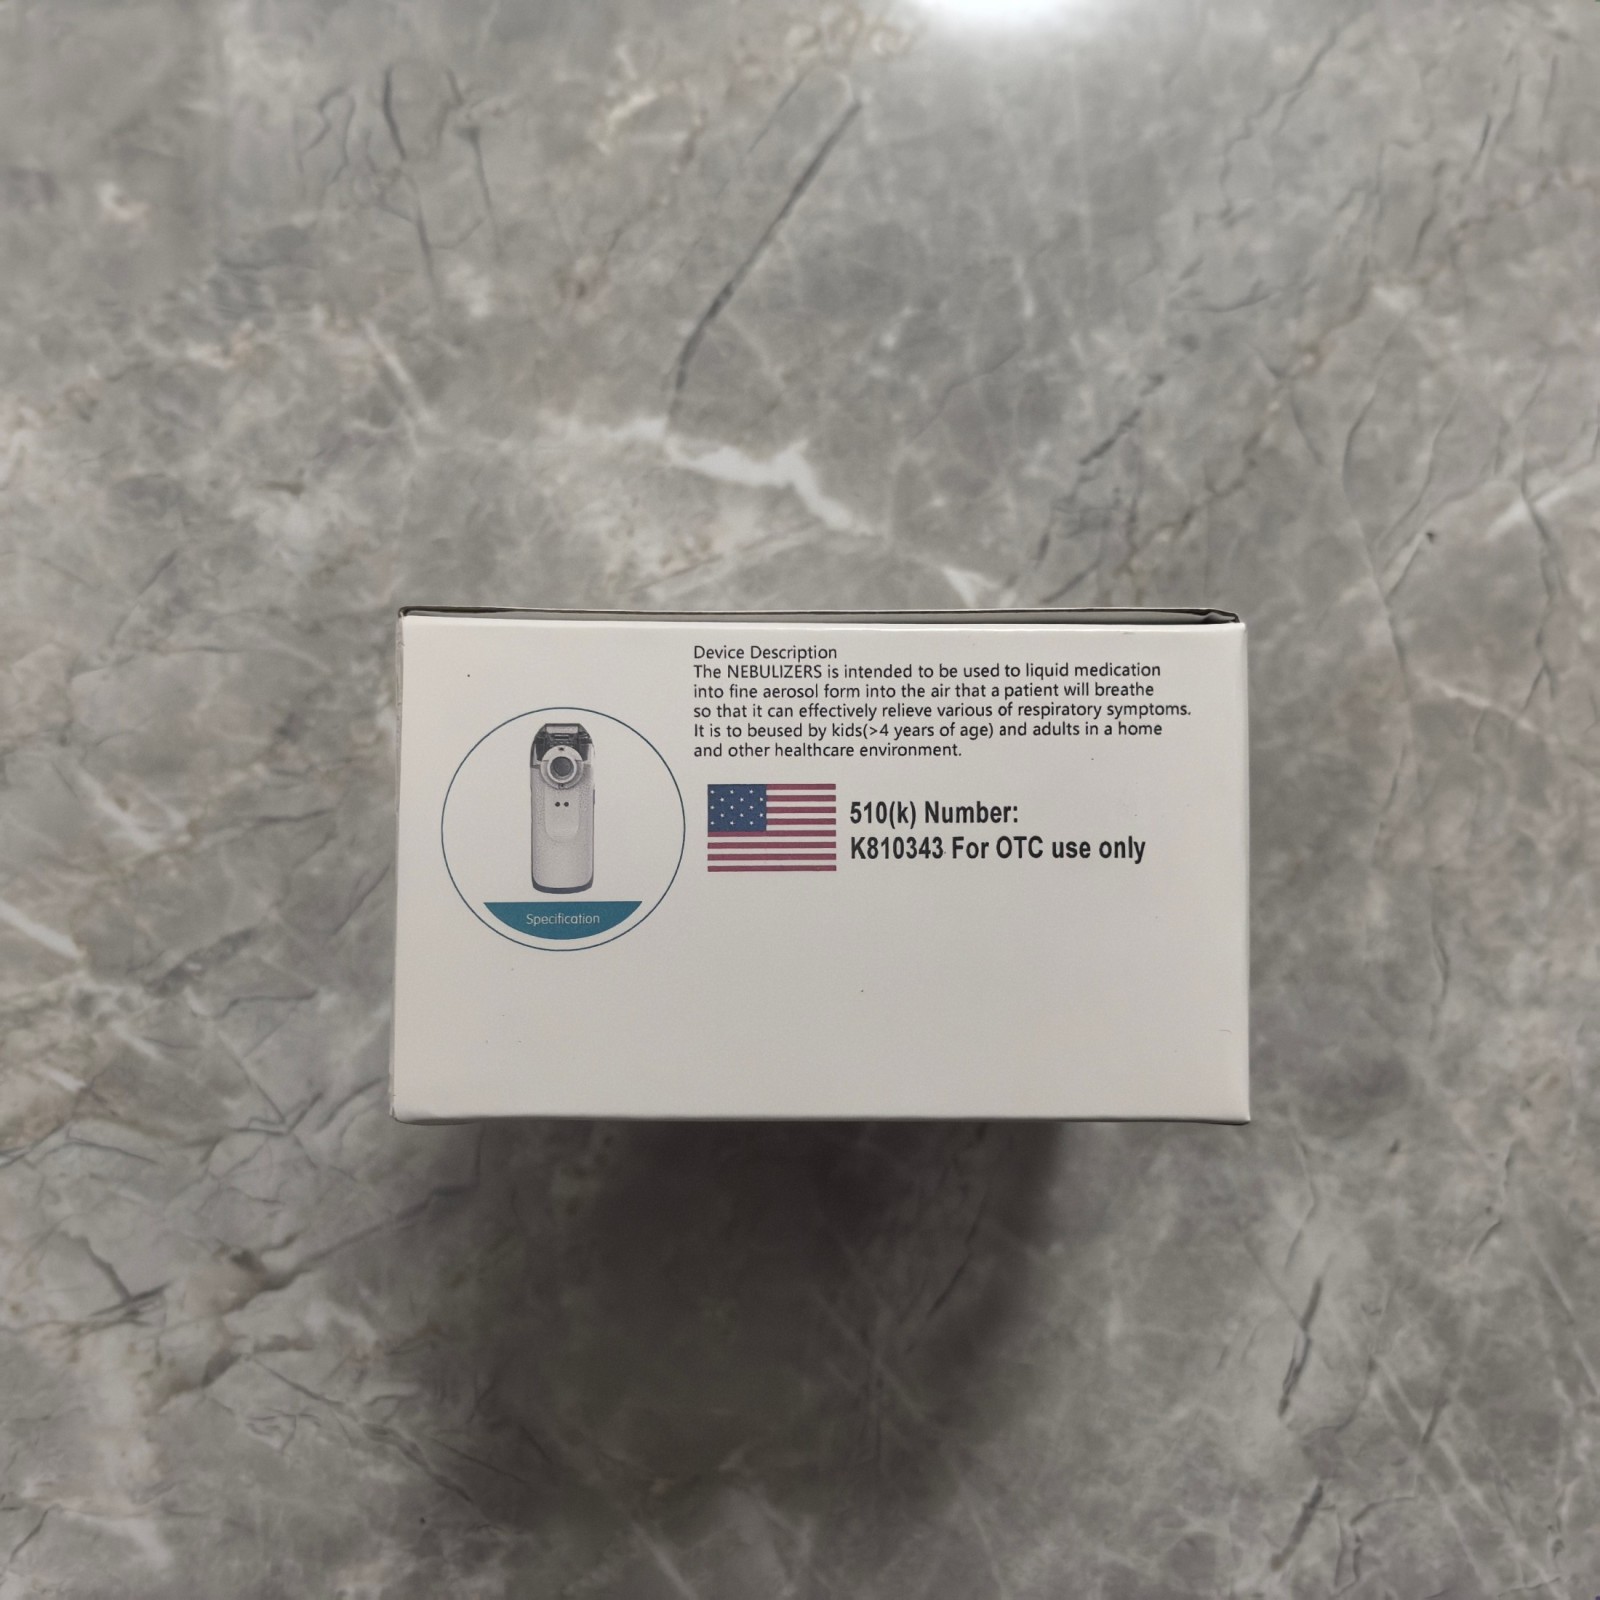 Device Description
The NEBULIZERS is intended to be used to liquid medication
into fine aerosol form into the air that a patient will breathe
so that it can effectively relieve various of respiratory symptoms.
It is to beused by kids(>4 years of age) and adults in a home
and other healthcare environment.
510(k) Number:
K810343 For OTC use only
Specification